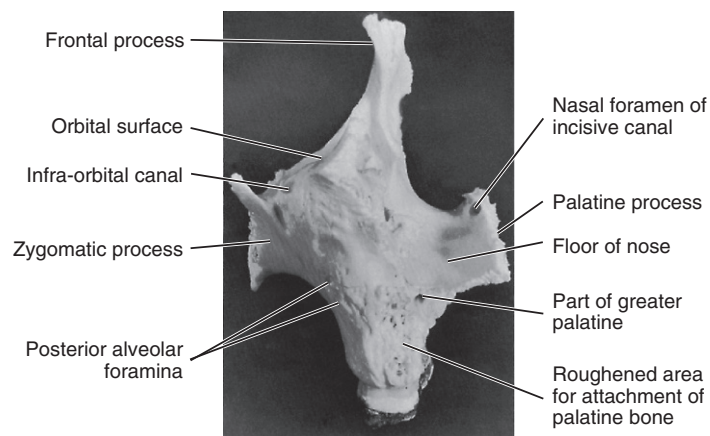 Frontal process
Orbital surface
Infra-orbital canal
Zygomatic process
Posterior alveolar
foramina
Nasal foramen of
incisive canal
Palatine process
Floor of nose
Part of greater
palatine
Roughened area
for attachment of
palatine bone